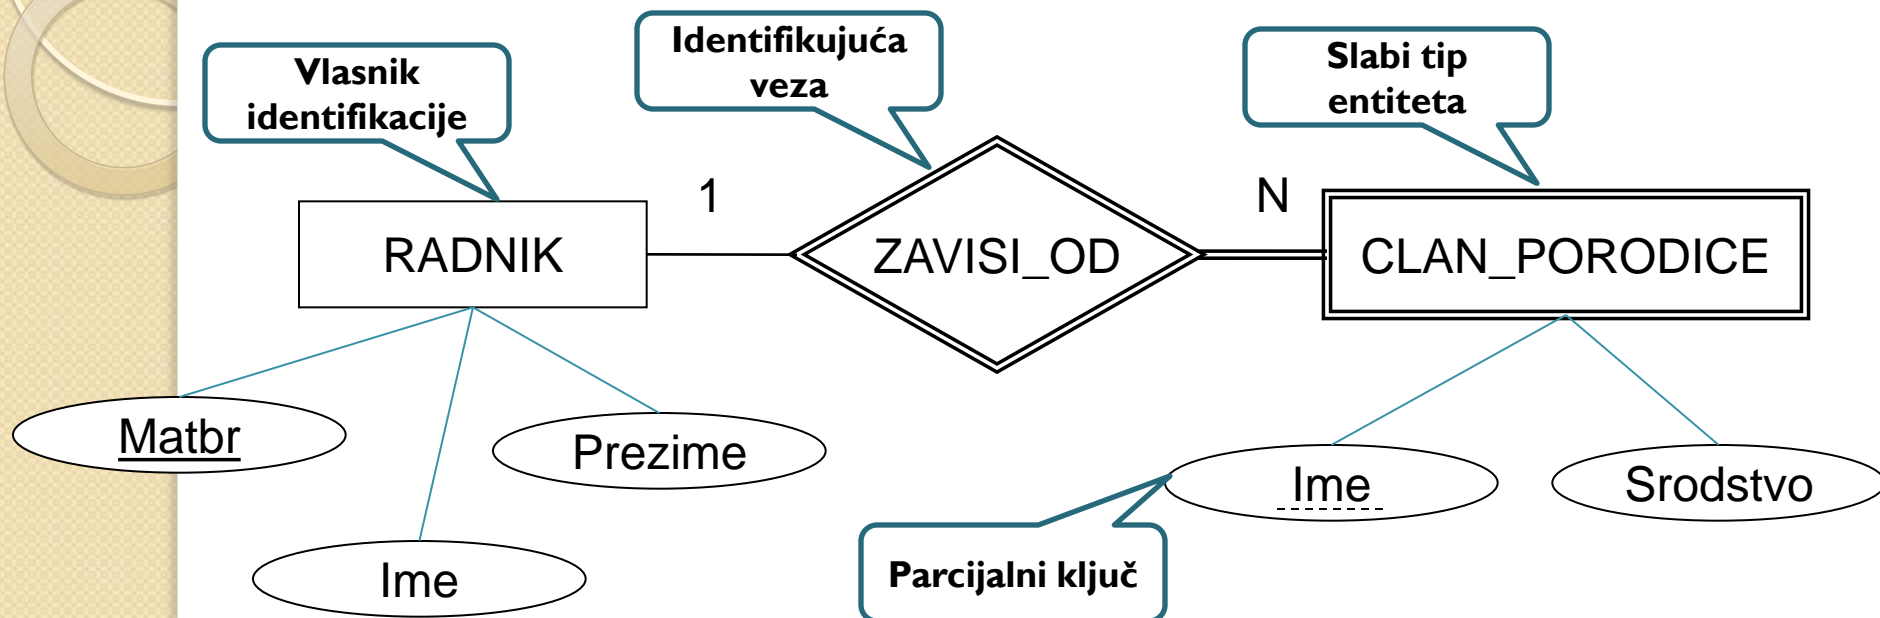 Vlasnik
identifikacije
Identifikujuća
veza
Slabi tip
entiteta
1
N
RADNIK
ZAVISI_OD
CLAN_PORODICE
Matbr
Prezime
Ime
Srodstvo
Ime
Parcijalni ključ